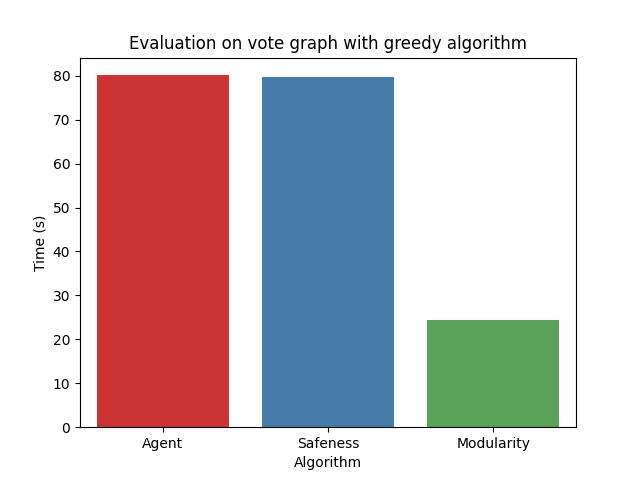 Evaluation on vote graph with greedy algorithm
80
70
60
50
40
30
20
10
0
Time (s)
Agent
Safeness
Modularity
Algorithm